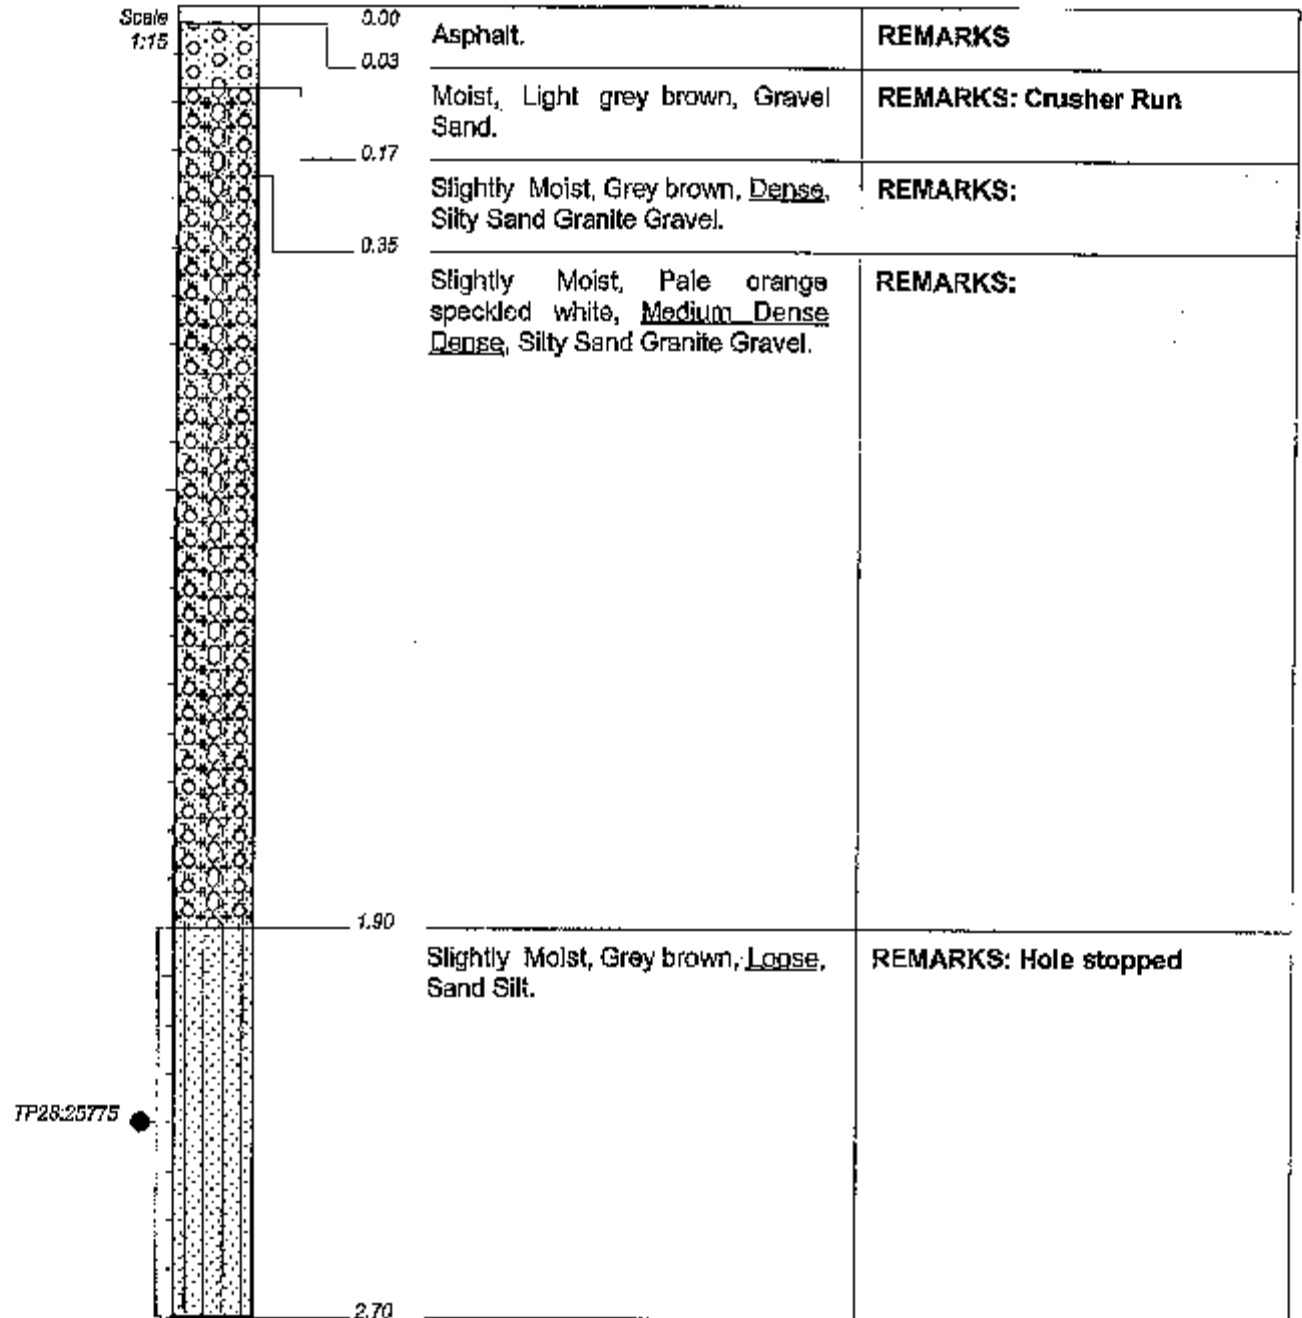 Scale
1:15
0.00
Asphalt.
REMARKS
0.03
Moist, Light grey brown, Gravel
Sand.
REMARKS: Crusher Run
0.17
Slightly Moist, Grey brown, Dense,
Silty Sand Granite Gravel.
REMARKS:
0.35
Slightly Moist, Pale orange
speckled white, Medium Dense
Dense, Silty Sand Granite Gravel.
REMARKS:
1.90
Slightly Moist, Grey brown, Loose,
Sand Silt.
REMARKS: Hole stopped
TP28:25775
2.70